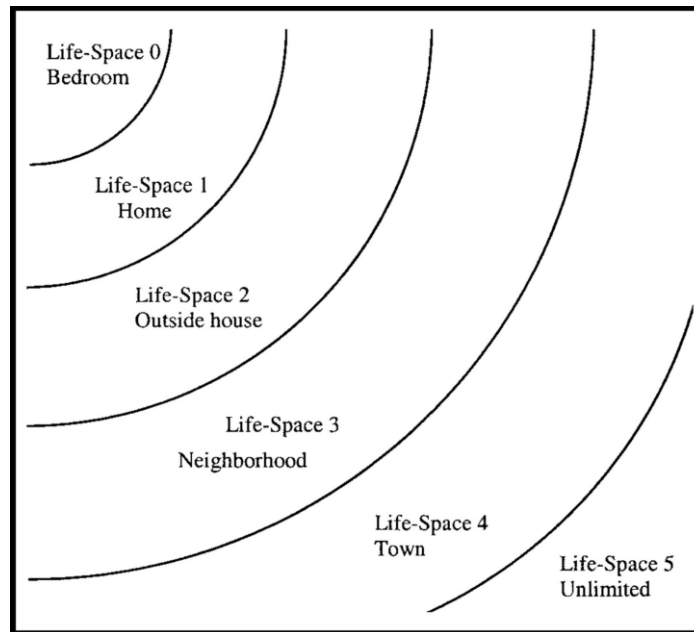 Life-Space 0
Bedroom
Life-Space 1
Home
Life-Space 2
Outside house
Life-Space 3
Neighborhood
Life-Space 4
Town
Life-Space 5
Unlimited